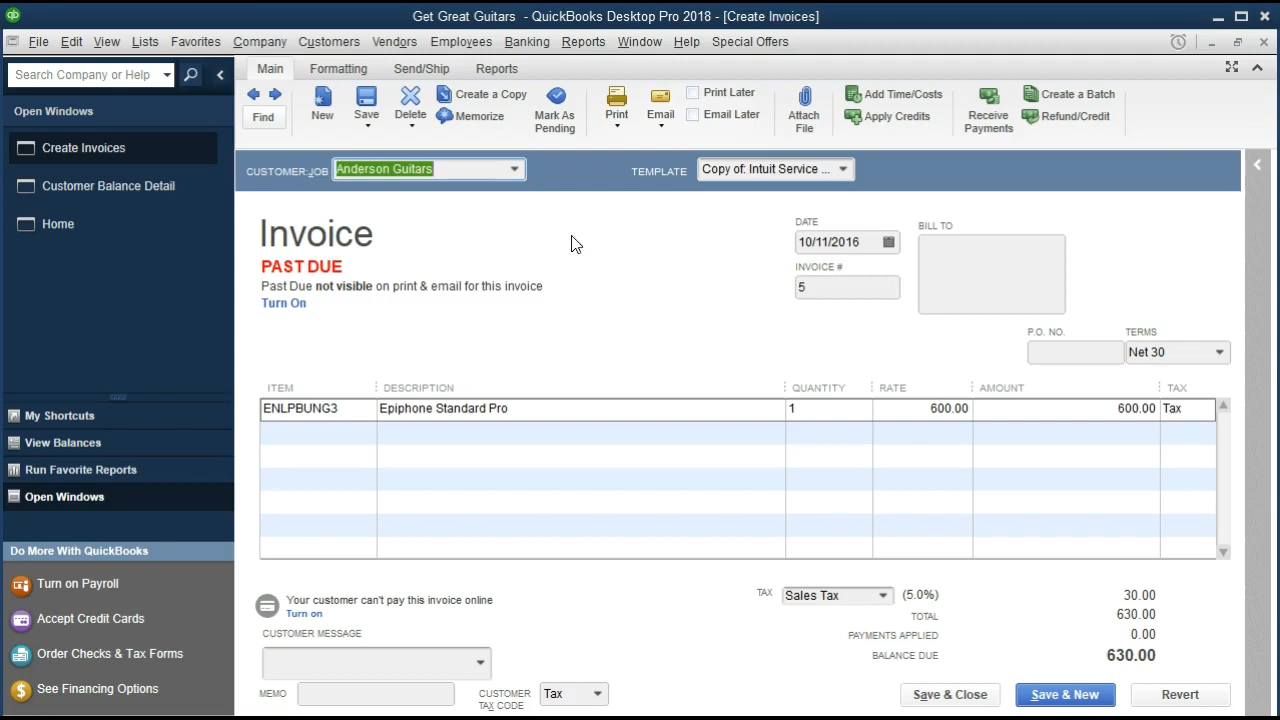 Get Great Guitars - QuickBooks Desktop Pro 2018 - [Create Invoices]
File Edit View Lists Favorites Company Customers Vendors Employees Banking Reports Window Help Special Offers
Search Company or Help
Open Windows
Create Invoices
Customer Balance Detail
Home
My Shortcuts
View Balances
Run Favorite Reports
Open Windows
Do More With QuickBooks
Turn on Payroll
Accept Credit Cards
Order Checks & Tax Forms
See Financing Options
Main Formatting Send/Ship Reports
Find
New
Save
Delete
Create a Copy
Memorize
Mark As
Pending
Print
Email
Print Later
Email Later
Attach
File
Add Time/Costs
Apply Credits
Receive
Payments
Create a Batch
Refund/Credit
CUSTOMER:JOB Anderson Guitars TEMPLATE Copy of: Intuit Service ...
Invoice
PAST DUE
Past Due not visible on print & email for this invoice
Turn On
DATE
10/11/2016
INVOICE #
5
BILL TO
P.O. NO. TERMS
Net 30
ITEM DESCRIPTION QUANTITY RATE AMOUNT TAX
ENLPBUNG3 Epiphone Standard Pro 1 600.00 600.00 Tax
Your customer can't pay this invoice online
Turn on
CUSTOMER MESSAGE
MEMO
CUSTOMER
TAX CODE
Tax
TAX Sales Tax (5.0%) 30.00
TOTAL 630.00
PAYMENTS APPLIED 0.00
BALANCE DUE 630.00
Save & Close Save & New Revert